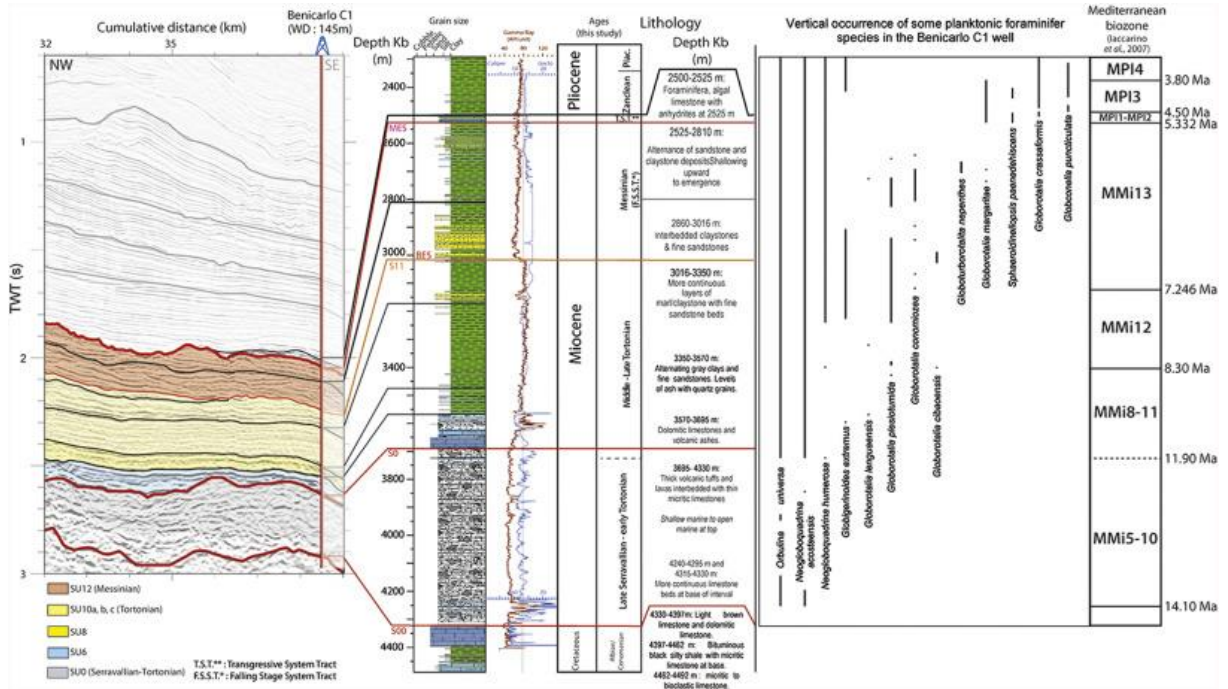 Cumulative distance (km)
32
35
Benicarlo C1
(WD : 145m)
NW
SE
TWT (s)
1
2
3
SU12 (Messinian)
SU10a, b, c (Tortonian)
SU8
SU6
SU0 (Serravallian-Tortonian)
T.S.T.** : Transgressive System Tract
F.S.S.T.* : Falling Stage System Tract
Depth Kb
(m)
2400
2600
2800
3000
3400
3800
4000
4200
4400
MES
BES
S11
S0
S00
Grain size
Clay
Gamma Ray
40 80 120
Caliper
Ages
(this study)
Pliocene
Plac.
Zanclean
Miocene
Messinian
(F.S.S.T.*)
Middle -Late Tortonian
Late Serravallian - early Tortonian
Cretaceous
Albian/
Cenomanian
Lithology
Depth Kb
(m)
2500-2525 m:
Foraminifera, algal
limestone with
anhydrites at 2525 m
2525-2810 m:
Alternance of sandstone and
claystone depositsShallowing
upward
to emergence
2860-3016 m:
Interbedded claystones
& fine sandstones
3016-3350 m:
More continuous
layers of
marl/claystone with fine
sandstone beds
3350-3570 m:
Alternating gray clays and
fine sandstones. Levels
of ash with quartz grains.
3570-3695 m:
Dolomitic limestones and
volcanic ashes.
3695- 4330 m:
Thick volcanic tuffs and
lavas interbedded with thin
micritic limestones
Shallow marine to open
marine at top
4240-4295 m and
4315-4330 m:
More continuous limestone
beds at base of interval
4330-4397m: Light brown
limestone and dolomitic
limestone.
4397-4462 m: Bituminous
black silty shale with micritic
limestone at base.
4462-4492 m : micritic to
bioclastic limestone.
Vertical occurrence of some planktonic foraminifer
species in the Benicarlo C1 well
Orbulina universa
Neogloboquadrina
acostaensis
Neogloboquadrina humerosa
Globigerinoides extremus
Globorotalia lenguaensis
Globorotalia plesiotumida
Globorotalia conomiozea
Globorotalia cibaoensis
Globoturborotalita nepenthes
Globorotalia margaritae
Sphaeroidinellopsis paenedehiscens
Globorotalia crassaformis
Globoconella puncticulata
Mediterranean
biozone
(Iaccarino
et al., 2007)
MPl4
3.80 Ma
MPl3
4.50 Ma
MPl1-MPl2
5.332 Ma
MMi13
7.246 Ma
MMi12
8.30 Ma
MMi8-11
11.90 Ma
MMi5-10
14.10 Ma